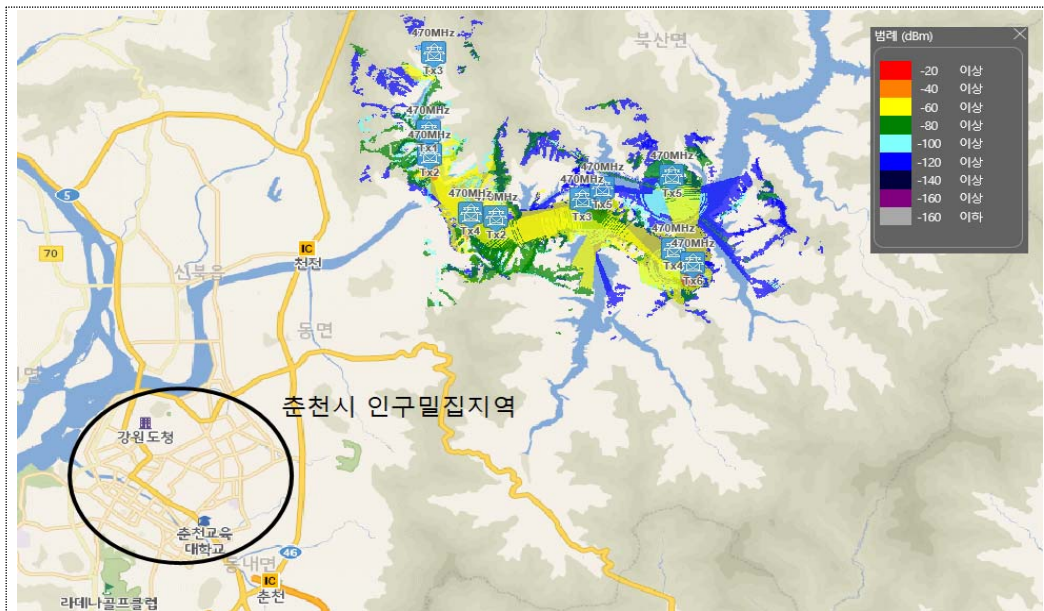 범례 (dBm)
-20 이상
-40 이상
-60 이상
-80 이상
-100 이상
-120 이상
-140 이상
-160 이상
-160 이하
북산면
470MHz
Tx3
470MHz
Tx1
470MHz
Tx2
470MHz
Tx4
Tx2
470MHz
Tx3
470MHz
Tx5
470MHz
Tx5
470MHz
Tx4
470MHz
Tx6
5
70
IC
천전
신북읍
동면
춘천시 인구밀집지역
강원도청
춘천교육
대학교
46
동내면
IC
춘천
라데나골프클럽